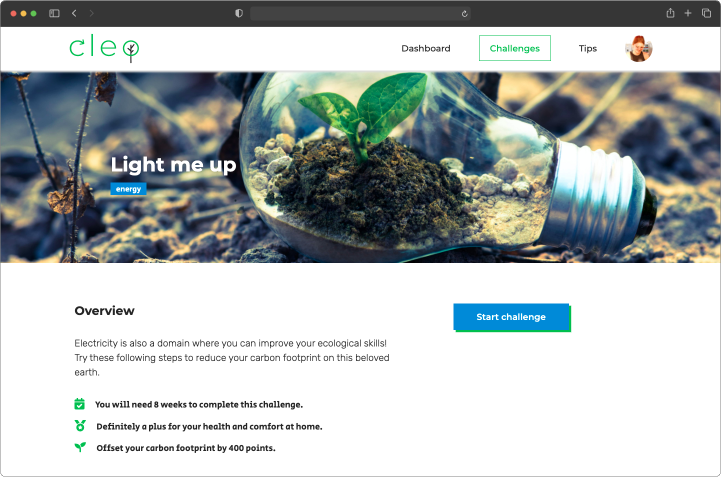 cleo
Dashboard
Challenges
Tips
Light me up
energy
Overview
Start challenge
Electricity is also a domain where you can improve your ecological skills!
Try these following steps to reduce your carbon footprint on this beloved
earth.
You will need 8 weeks to complete this challenge.
Definitely a plus for your health and comfort at home.
Offset your carbon footprint by 400 points.